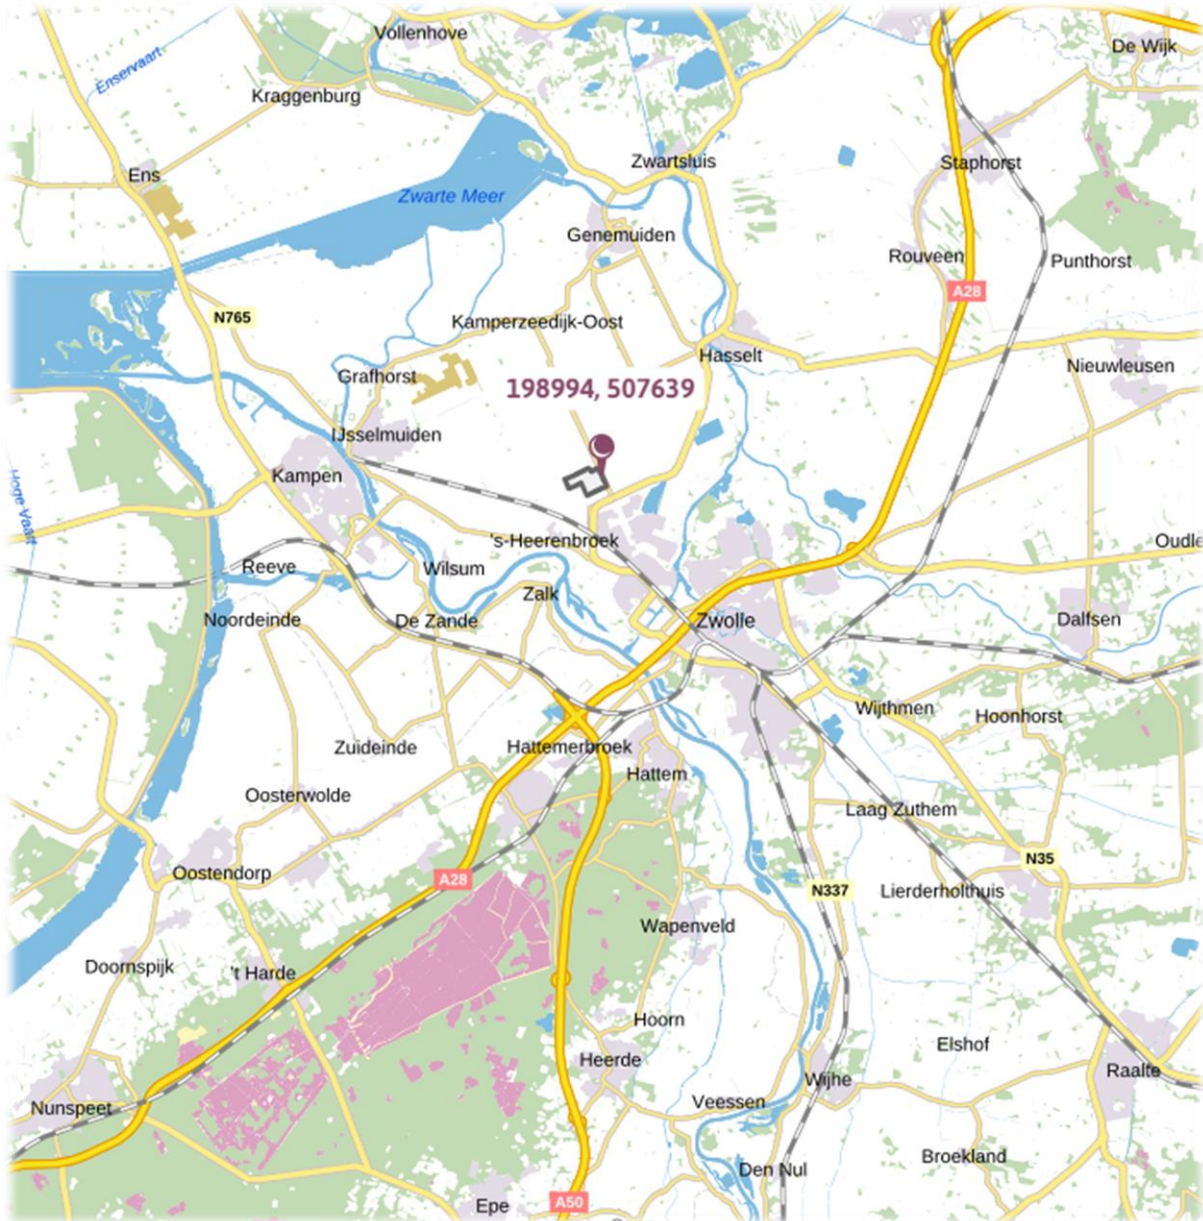 Vollenhove
De Wijk
Enservaart
Kraggenburg
Zwartsluis
Staphorst
Ens
Zwarte Meer
Genemuiden
Rouveen
Punthorst
A28
N765
Kamperzeedijk-Oost
Hasselt
Nieuwleusen
Grafhorst
198994, 507639
IJsselmuiden
Kampen
Hoge Vaart
's-Heerenbroek
Oudle
Reeve
Wilsum
Zalk
Noordeinde
De Zande
Zwolle
Dalfsen
Wijthmen
Hoonhorst
Zuideinde
Hattemerbroek
Hattem
Oosterwolde
Laag Zuthem
N35
Oostendorp
A28
N337
Lierderholthuis
Wapenveld
Doornspijk
't Harde
Hoorn
Elshof
Heerde
Raalte
Wijhe
Nunspeet
Veessen
Broekland
Den Nul
Epe
A50